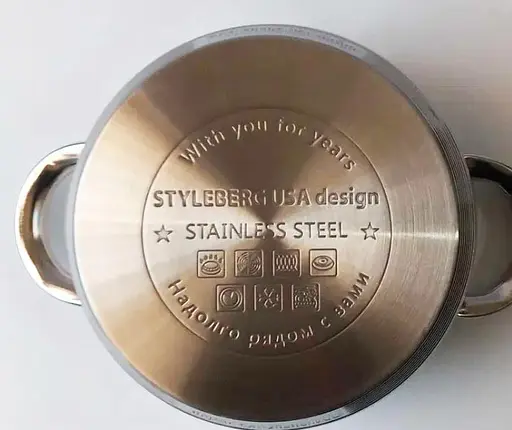 With you for years
STYLEBERG USA design
☆ STAINLESS STEEL ☆
Надолго рядом с вами